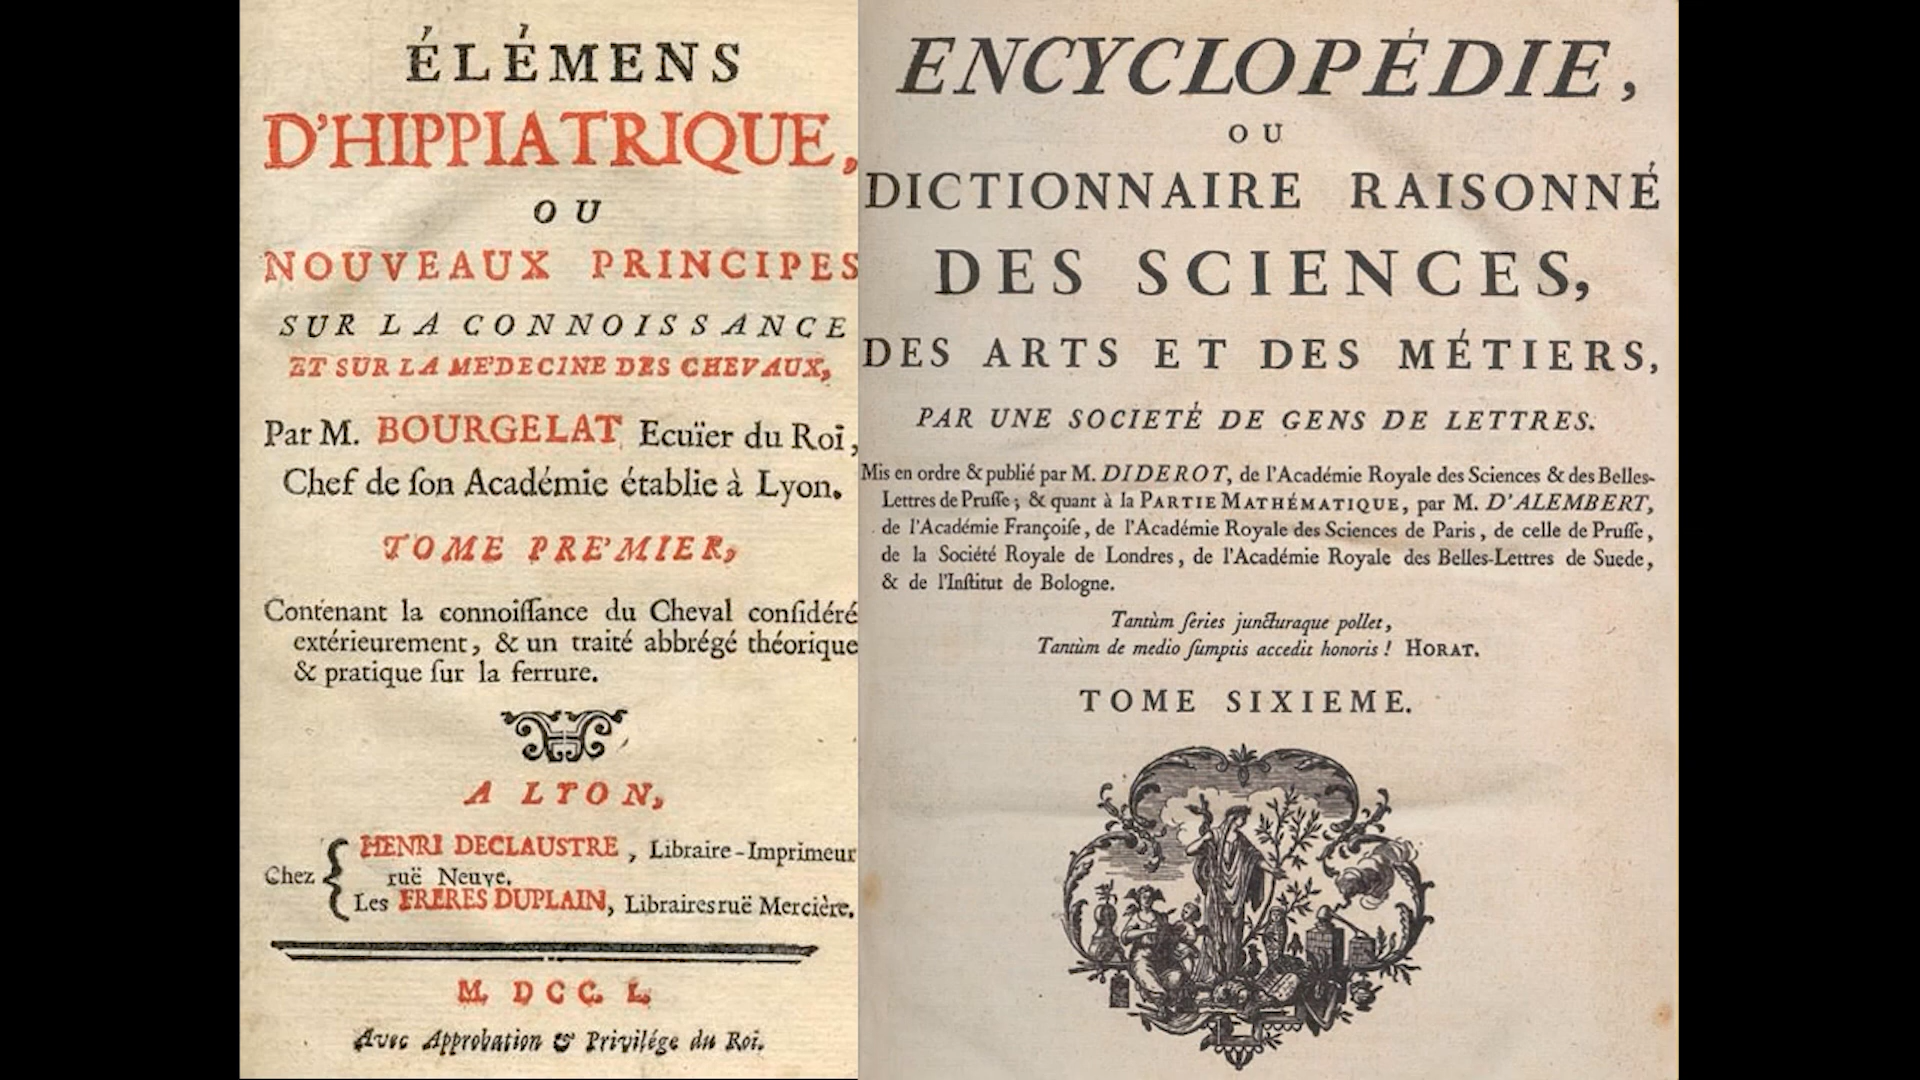 ÉLÉMENS
D'HIPPIATRIQUE,
OU
NOUVEAUX PRINCIPES
SUR LA CONNOISSANCE
ET SUR LA ME'DECINE DES CHEVAUX,
Par M. BOURGELAT Ecuïer du Roi,
Chef de ſon Académie établie à Lyon.
TOME PRE'MIER,
Contenant la connoiſſance du Cheval conſidéré
extérieurement, & un traité abbrégé théorique
& pratique ſur la ferrure.
A LYON,
Chez
HENRI DECLAUSTRE, Libraire-Imprimeur
ruë Neuve.
Les FRERES DUPLAIN, Libraires ruë Mercière.
M. DCC. L.
Avec Approbation & Privilége du Roi.
ENCYCLOPÉDIE,
OU
DICTIONNAIRE RAISONNÉ
DES SCIENCES,
DES ARTS ET DES MÉTIERS,
PAR UNE SOCIETÉ DE GENS DE LETTRES.
Mis en ordre & publié par M. DIDEROT, de l'Académie Royale des Sciences & des Belles-
Lettres de Pruſſe; & quant à la PARTIE MATHÉMATIQUE, par M. D'ALEMBERT,
de l'Académie Françoiſe, de l'Académie Royale des Sciences de Paris, de celle de Pruſſe,
de la Société Royale de Londres, de l'Académie Royale des Belles-Lettres de Suede,
& de l'Inſtitut de Bologne.
Tantùm ſeries juncturaque pollet,
Tantùm de medio ſumptis accedit honoris! HORAT.
TOME SIXIEME.